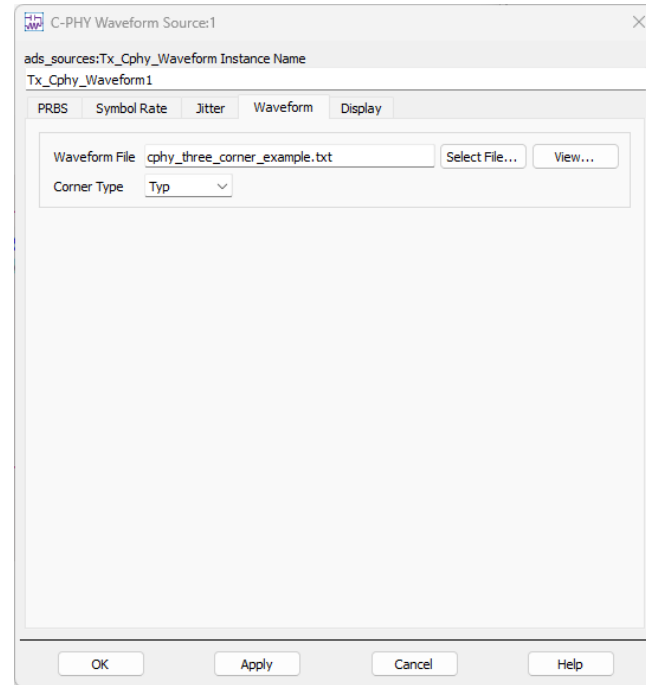 C-PHY Waveform Source:1
ads_sources:Tx_Cphy_Waveform Instance Name
Tx_Cphy_Waveform1
PRBS Symbol Rate Jitter Waveform Display
Waveform File cphy_three_corner_example.txt Select File... View...
Corner Type Typ
OK Apply Cancel Help